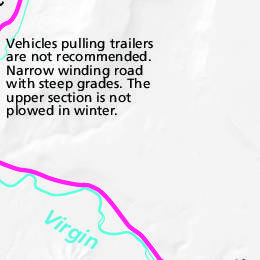 Vehicles pulling trailers
are not recommended.
Narrow winding road
with steep grades. The
upper section is not
plowed in winter.
Virgin